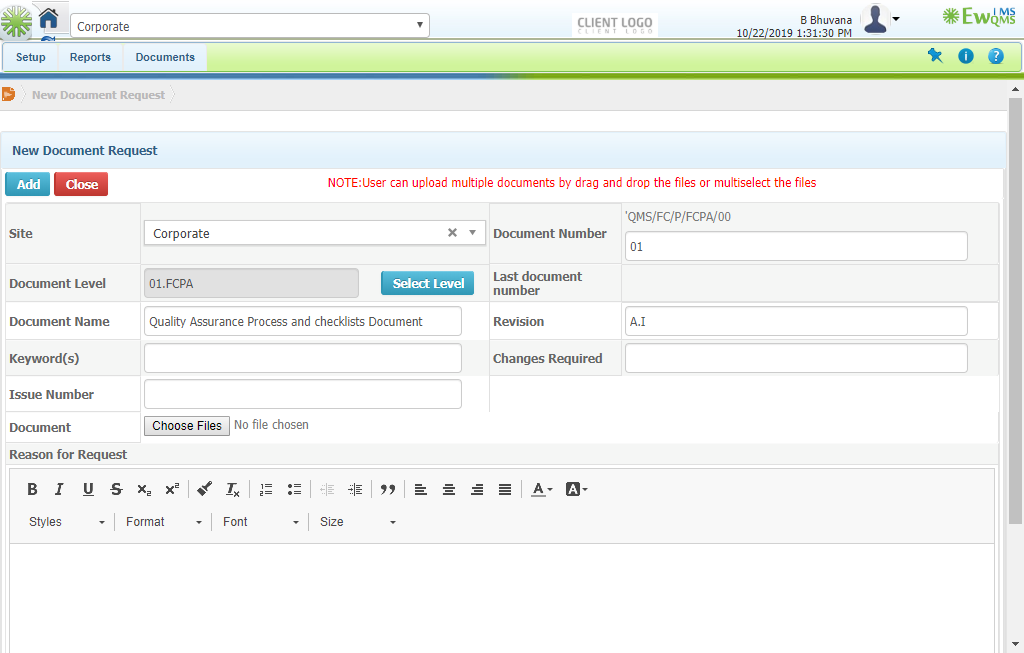 Corporate
CLIENT LOGO
CLIENT LOGO
B Bhuvana
10/22/2019 1:31:30 PM
EwQMS
LMS
Setup Reports Documents
New Document Request
New Document Request
Add Close NOTE:User can upload multiple documents by drag and drop the files or multiselect the files
'QMS/FC/P/FCPA/00
Site Corporate Document Number 01
Document Level 01.FCPA Select Level Last document
number
Document Name Quality Assurance Process and checklists Document Revision A.I
Keyword(s) Changes Required
Issue Number
Document Choose Files No file chosen
Reason for Request
B I U S x₂ x² Tx A A
Styles Format Font Size